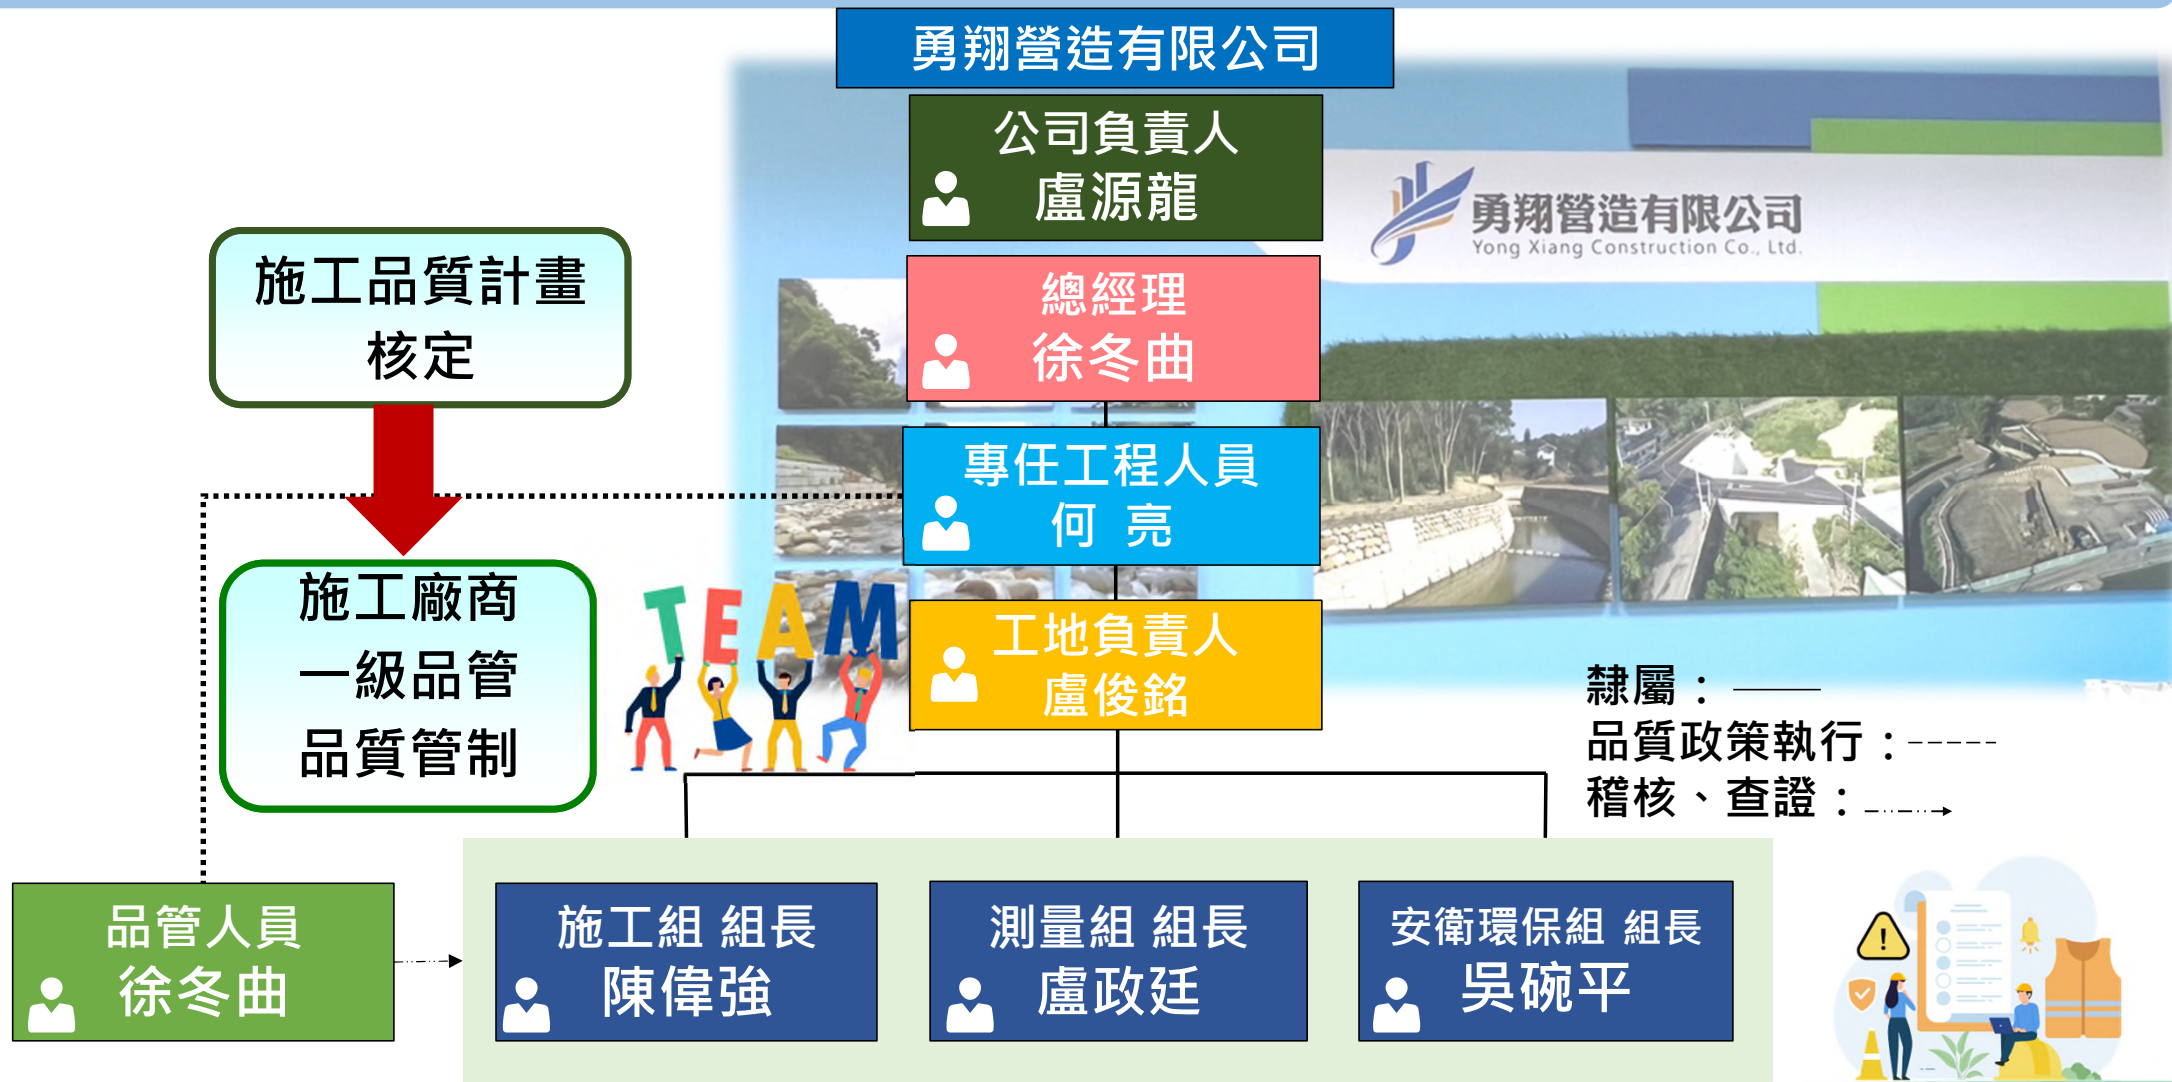 勇翔營造有限公司
公司負責人
盧源龍
勇翔營造有限公司
Yong Xiang Construction Co., Ltd.
施工品質計畫
核定
總經理
徐冬曲
專任工程人員
何 亮
施工廠商
一級品管
品質管制
TEAM
工地負責人
盧俊銘
隸屬：
品質政策執行：
稽核、查證：
品管人員
徐冬曲
施工組 組長
陳偉強
測量組 組長
盧政廷
安衛環保組 組長
吳碗平